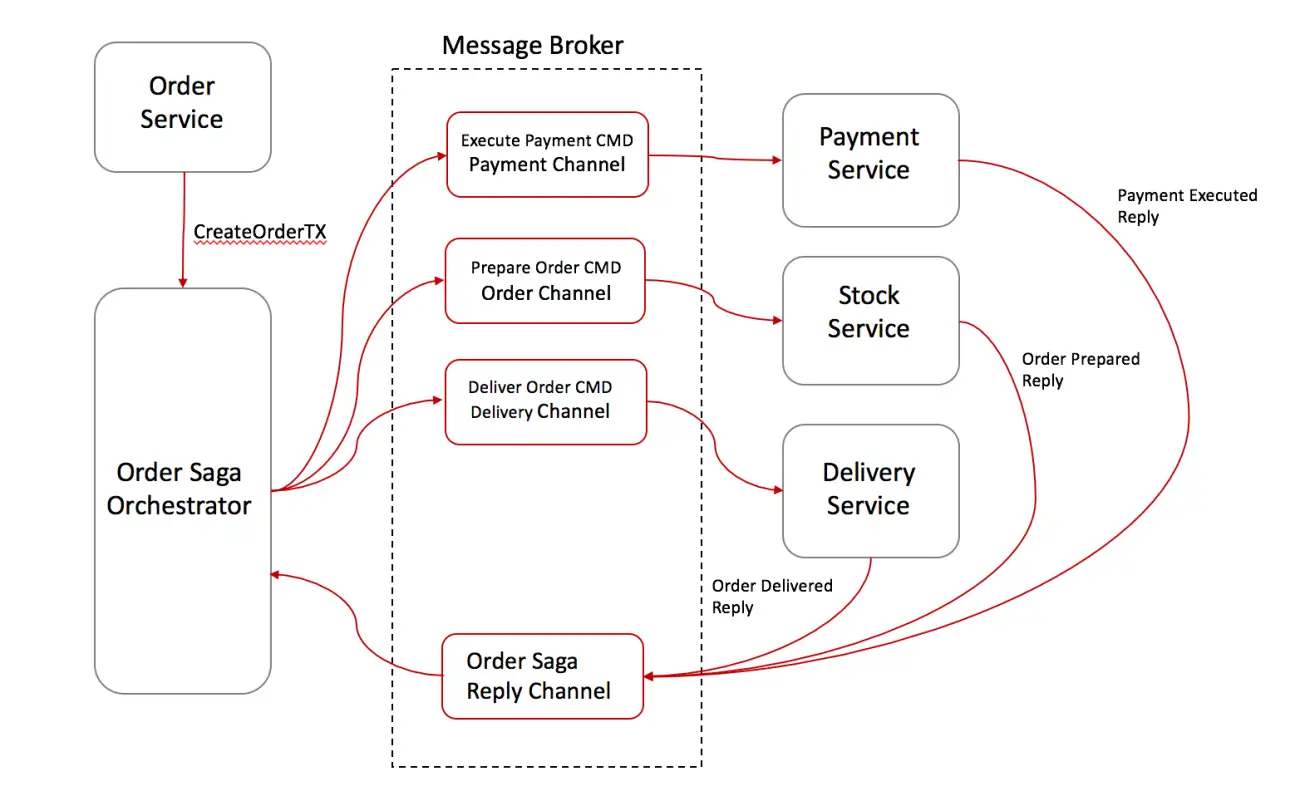 Message Broker
Order
Service
CreateOrderTX
Order Saga
Orchestrator
Execute Payment CMD
Payment Channel
Prepare Order CMD
Order Channel
Deliver Order CMD
Delivery Channel
Order Saga
Reply Channel
Payment
Service
Stock
Service
Delivery
Service
Payment Executed
Reply
Order Prepared
Reply
Order Delivered
Reply